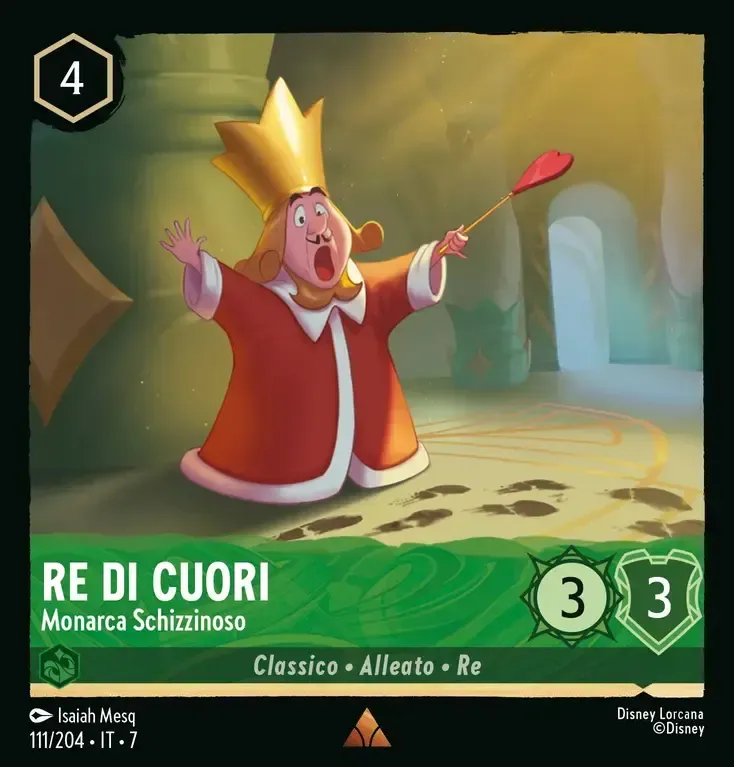 4
RE DI CUORI
Monarca Schizzinoso
3
3
Classico • Alleato • Re
Isaiah Mesq
111/204 • IT • 7
Disney Lorcana
©Disney